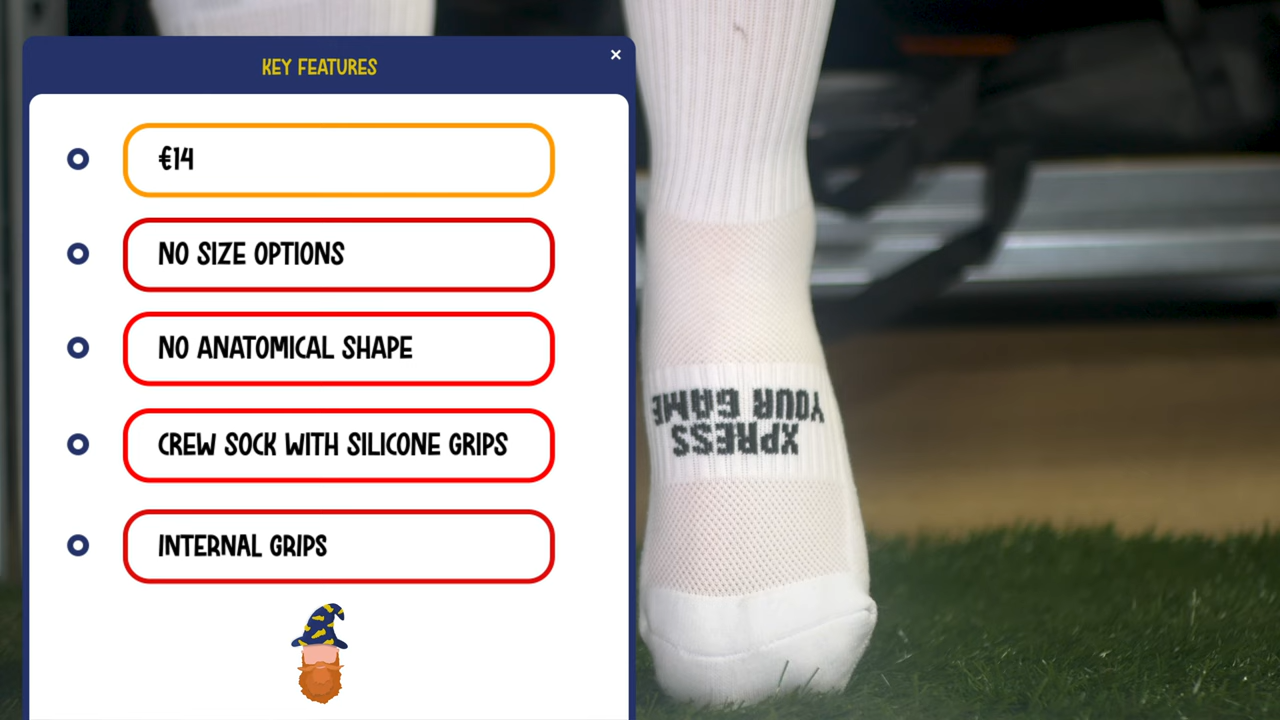 KEY FEATURES
×
€14
NO SIZE OPTIONS
NO ANATOMICAL SHAPE
CREW SOCK WITH SILICONE GRIPS
INTERNAL GRIPS
XPRESS
YOUR GAME